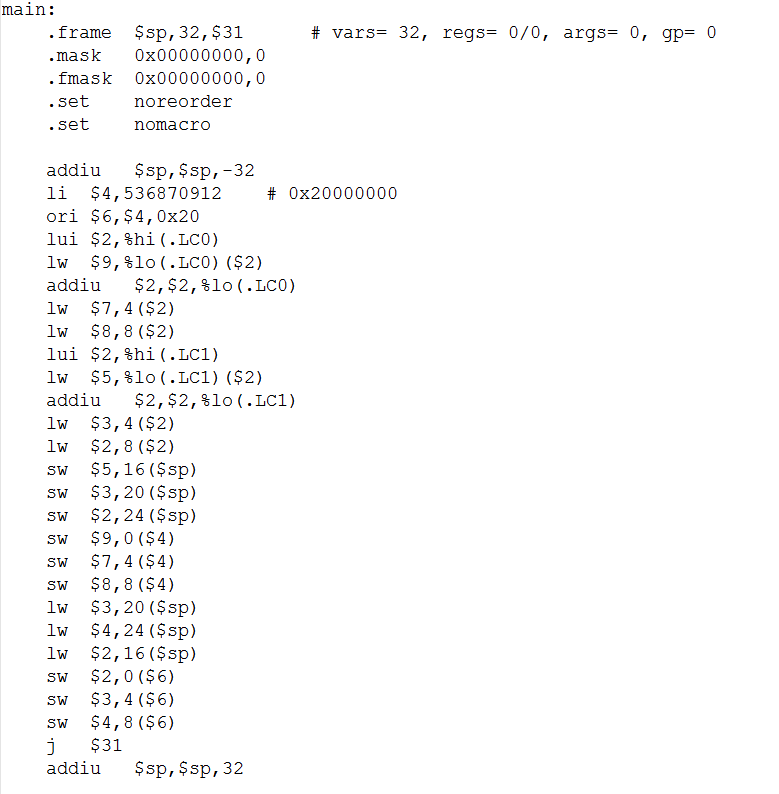 main:
.frame $sp,32,$31 # vars= 32, regs= 0/0, args= 0, gp= 0
.mask 0x00000000,0
.fmask 0x00000000,0
.set noreorder
.set nomacro
addiu $sp,$sp,-32
li $4,536870912 # 0x20000000
ori $6,$4,0x20
lui $2,%hi(.LC0)
lw $9,%lo(.LC0)($2)
addiu $2,$2,%lo(.LC0)
lw $7,4($2)
lw $8,8($2)
lui $2,%hi(.LC1)
lw $5,%lo(.LC1)($2)
addiu $2,$2,%lo(.LC1)
lw $3,4($2)
lw $2,8($2)
sw $5,16($sp)
sw $3,20($sp)
sw $2,24($sp)
sw $9,0($4)
sw $7,4($4)
sw $8,8($4)
lw $3,20($sp)
lw $4,24($sp)
lw $2,16($sp)
sw $2,0($6)
sw $3,4($6)
sw $4,8($6)
j $31
addiu $sp,$sp,32